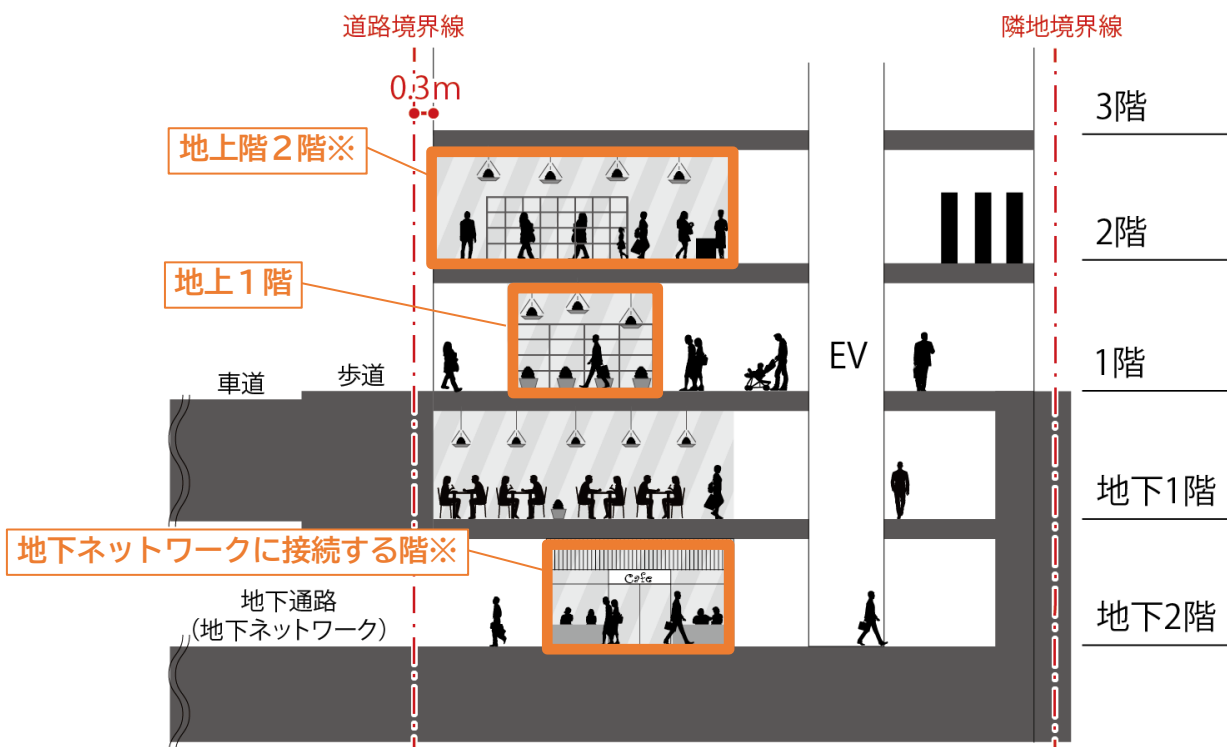 道路境界線
隣地境界線
0.3m
3階
地上階２階※
2階
地上１階
EV
1階
車道
歩道
地下1階
地下ネットワークに接続する階※
Cafe
地下通路
（地下ネットワーク）
地下2階